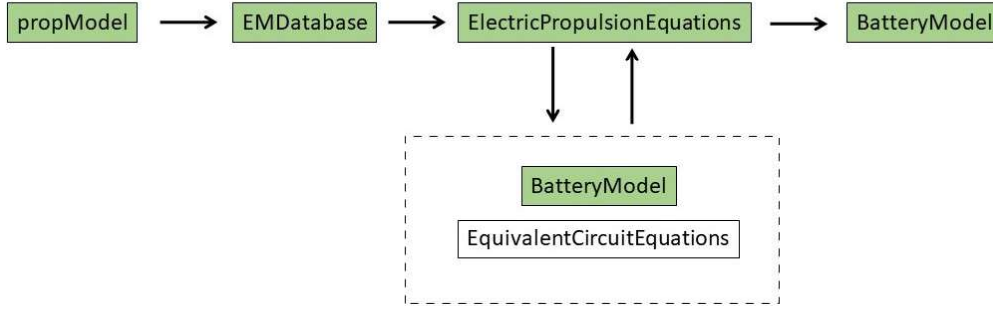 propModel
EMDatabase
ElectricPropulsionEquations
BatteryModel
BatteryModel
EquivalentCircuitEquations